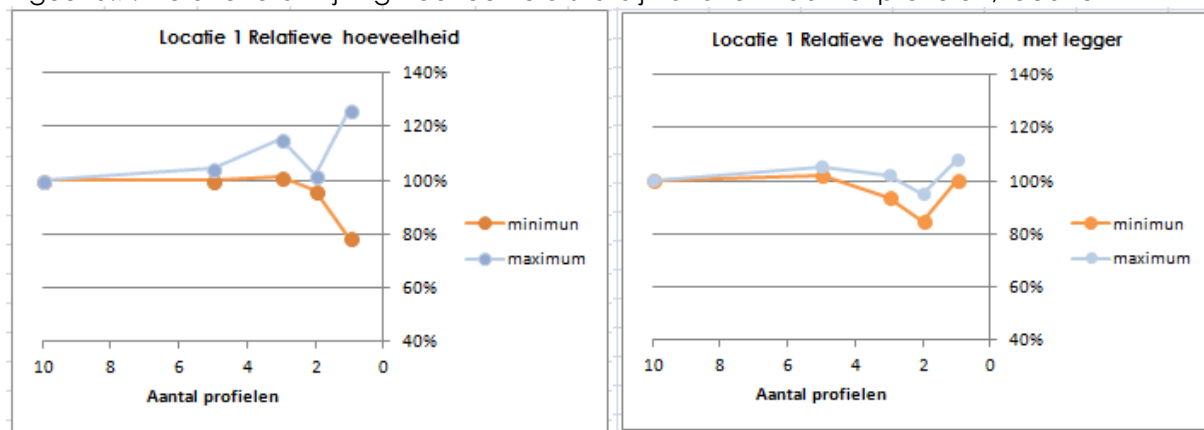 Locatie 1 Relatieve hoeveelheid
140%
120%
100%
80%
60%
40%
10 8 6 4 2 0
Aantal profielen
minimun
maximum
Locatie 1 Relatieve hoeveelheid, met legger
140%
120%
100%
80%
60%
40%
10 8 6 4 2 0
Aantal profielen
minimun
maximum